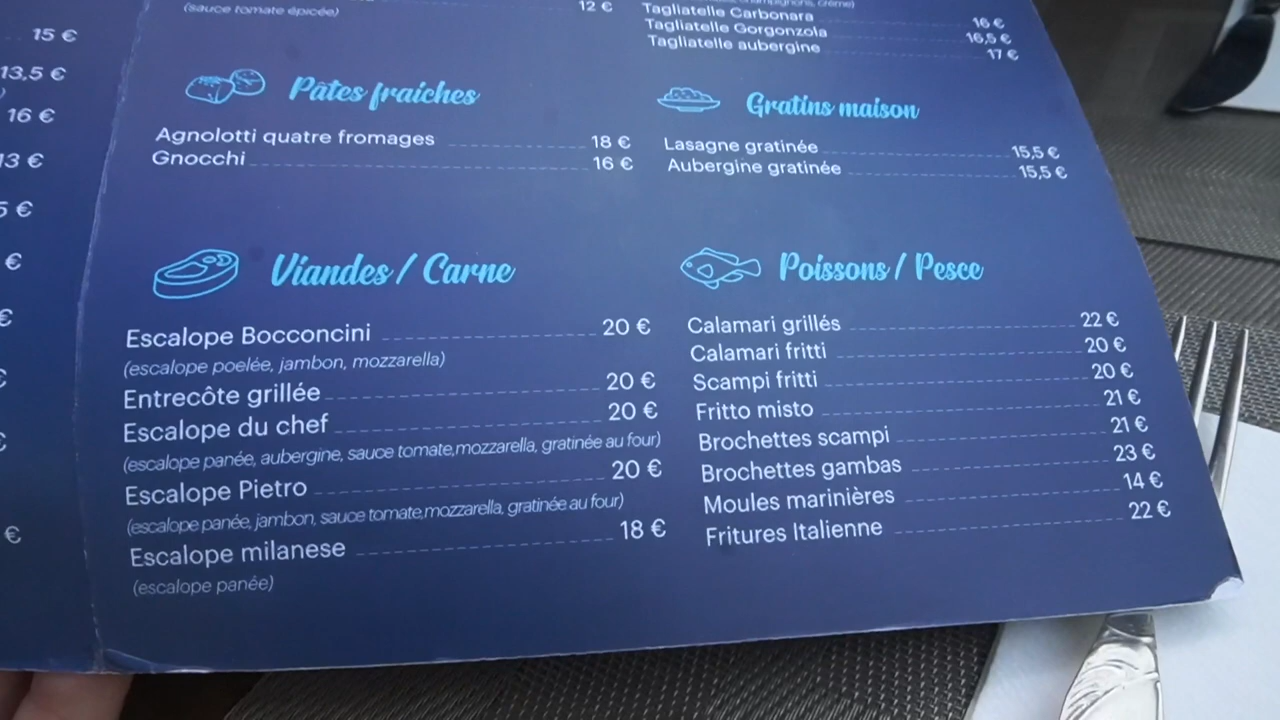 15 €
13,5 €
16 €
13 €
5 €
€
€
€
€
€
(sauce tomate épicée)
12 €
Pâtes fraiches
Agnolotti quatre fromages 18 €
Gnocchi 16 €
Viandes / Carne
Escalope Bocconcini 20 €
(escalope poelée, jambon, mozzarella)
Entrecôte grillée 20 €
Escalope du chef 20 €
(escalope panée, aubergine, sauce tomate,mozzarella, gratinée au four)
Escalope Pietro 20 €
(escalope panée, jambon, sauce tomate,mozzarella, gratinée au four)
Escalope milanese 18 €
(escalope panée)
champignons, crème)
Tagliatelle Carbonara 16 €
Tagliatelle Gorgonzola 16,5 €
Tagliatelle aubergine 17 €
Gratins maison
Lasagne gratinée 15,5 €
Aubergine gratinée 15,5 €
Poissons / Pesce
Calamari grillés 22 €
Calamari fritti 20 €
Scampi fritti 20 €
Fritto misto 21 €
Brochettes scampi 21 €
Brochettes gambas 23 €
Moules marinières 14 €
Fritures Italienne 22 €